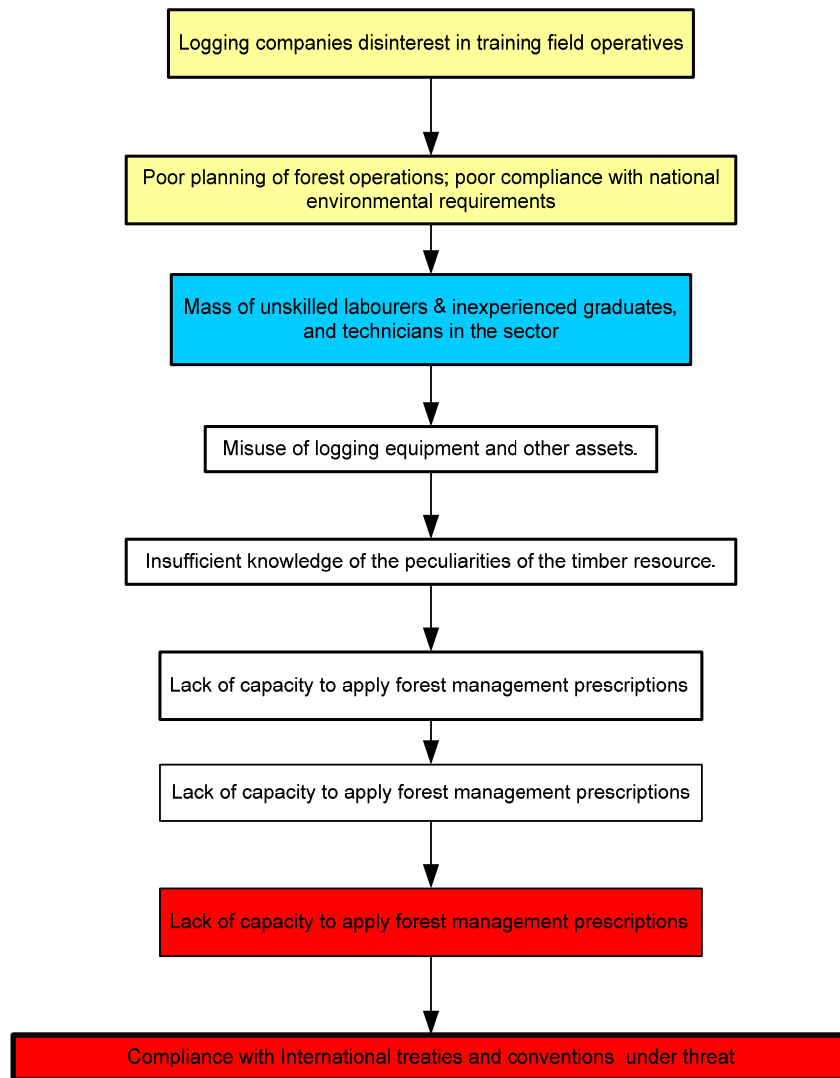 Logging companies disinterest in training field operatives
Poor planning of forest operations; poor compliance with national
environmental requirements
Mass of unskilled labourers & inexperienced graduates,
and technicians in the sector
Misuse of logging equipment and other assets.
Insufficient knowledge of the peculiarities of the timber resource.
Lack of capacity to apply forest management prescriptions
Lack of capacity to apply forest management prescriptions
Lack of capacity to apply forest management prescriptions
Compliance with International treaties and conventions under threat